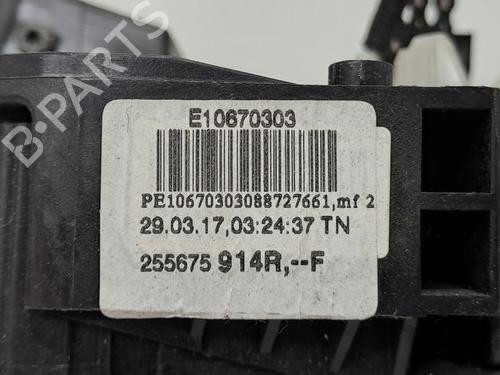 E10670303
PE10670303088727661,mf 2
29.03.17,03:24:37 TN
255675 914R,--F
B-PARTS